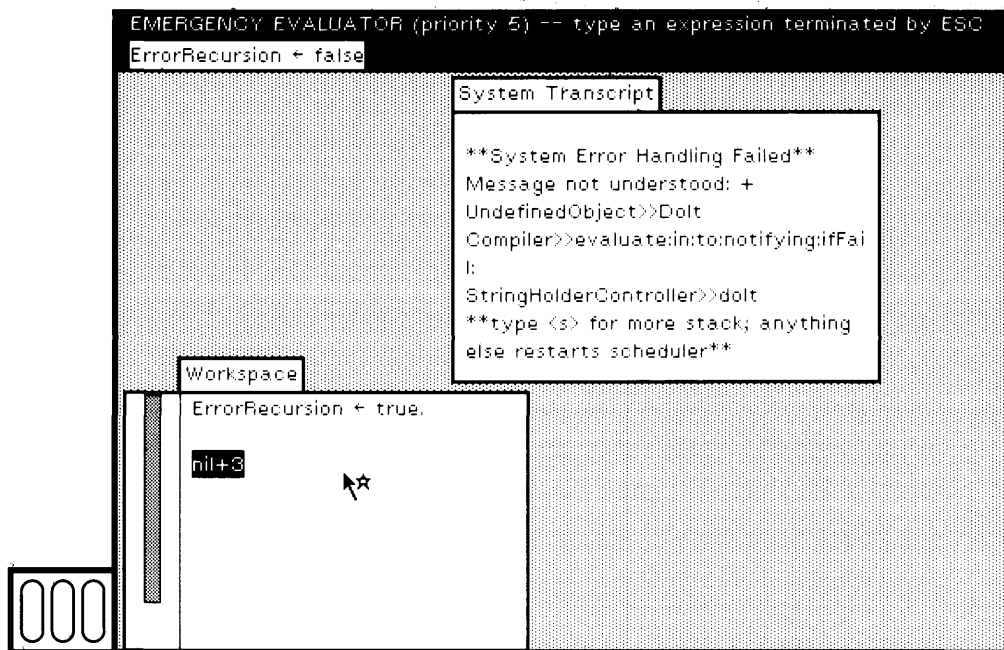 EMERGENCY EVALUATOR (priority 5) -- type an expression terminated by ESC
ErrorRecursion ← false
System Transcript
**System Error Handling Failed**
Message not understood: +
UndefinedObject>>DoIt
Compiler>>evaluate:in:to:notifying:ifFai
l:
StringHolderController>>doIt
**type <s> for more stack; anything
else restarts scheduler**
Workspace
ErrorRecursion ← true.
nil+3